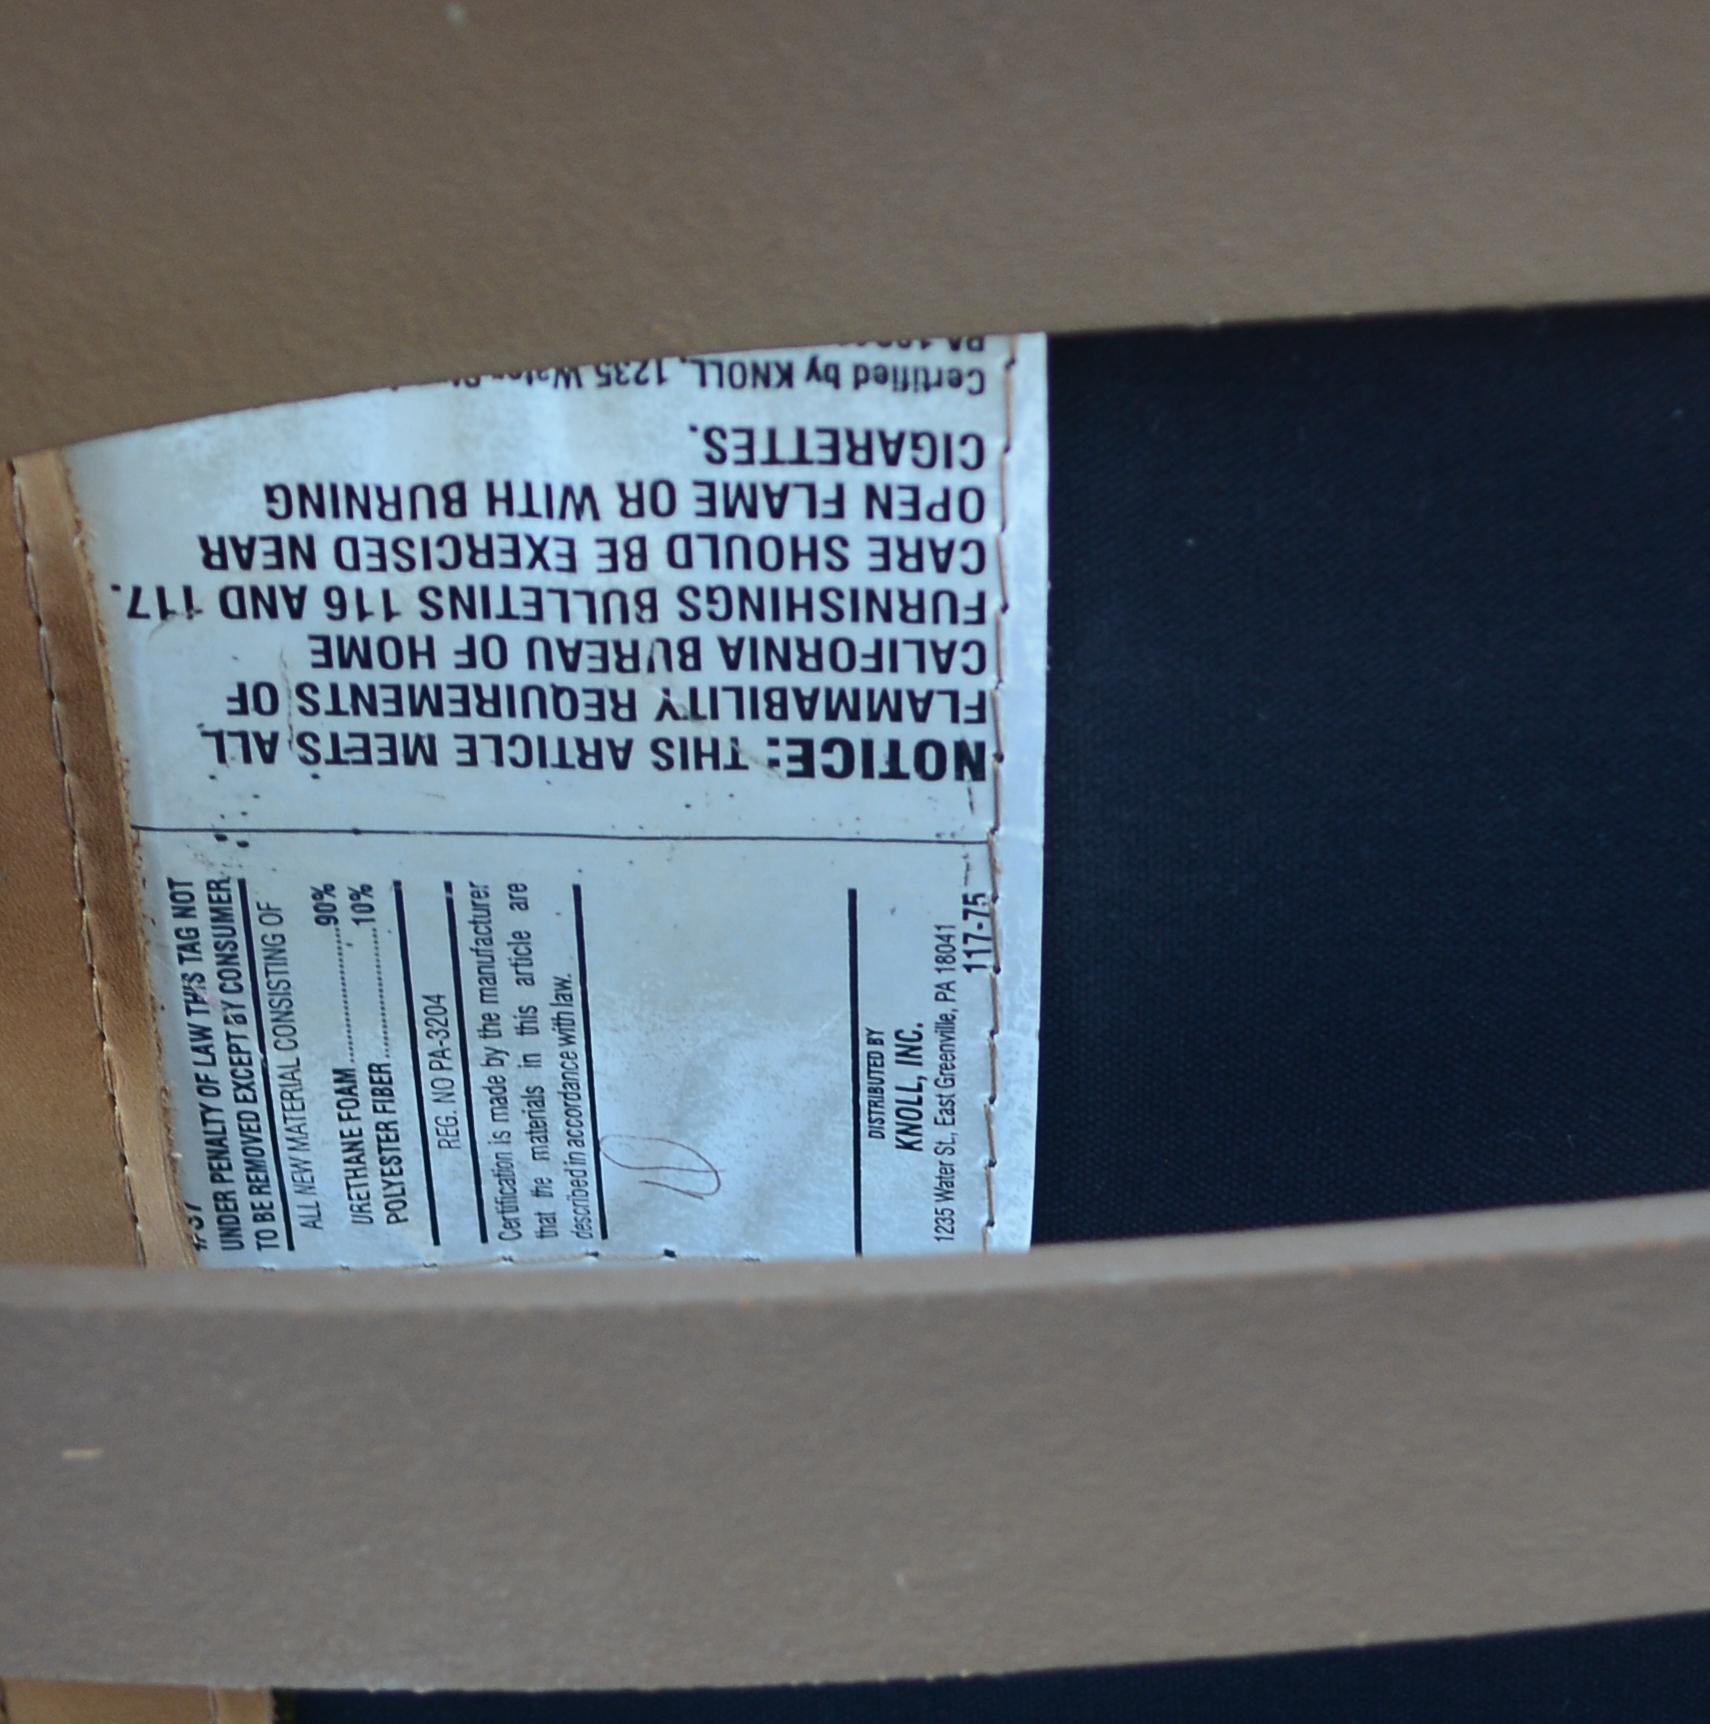 NOTICE: THIS ARTICLE MEETS ALL
FLAMMABILITY REQUIREMENTS OF
CALIFORNIA BUREAU OF HOME
FURNISHINGS BULLETINS 116 AND 117.
CARE SHOULD BE EXERCISED NEAR
OPEN FLAME OR WITH BURNING
CIGARETTES.
Certified by KNOLL, 1235 Water
PA
UNDER PENALTY OF LAW THIS TAG NOT
TO BE REMOVED EXCEPT BY CONSUMER
ALL NEW MATERIAL CONSISTING OF
URETHANE FOAM.....................90%
POLYESTER FIBER.....................10%
REG. NO PA-3204
Certification is made by the manufacturer
that the materials in this article are
described in accordance with law.
DISTRIBUTED BY
KNOLL, INC.
1235 Water St., East Greenville, PA 18041
117-75